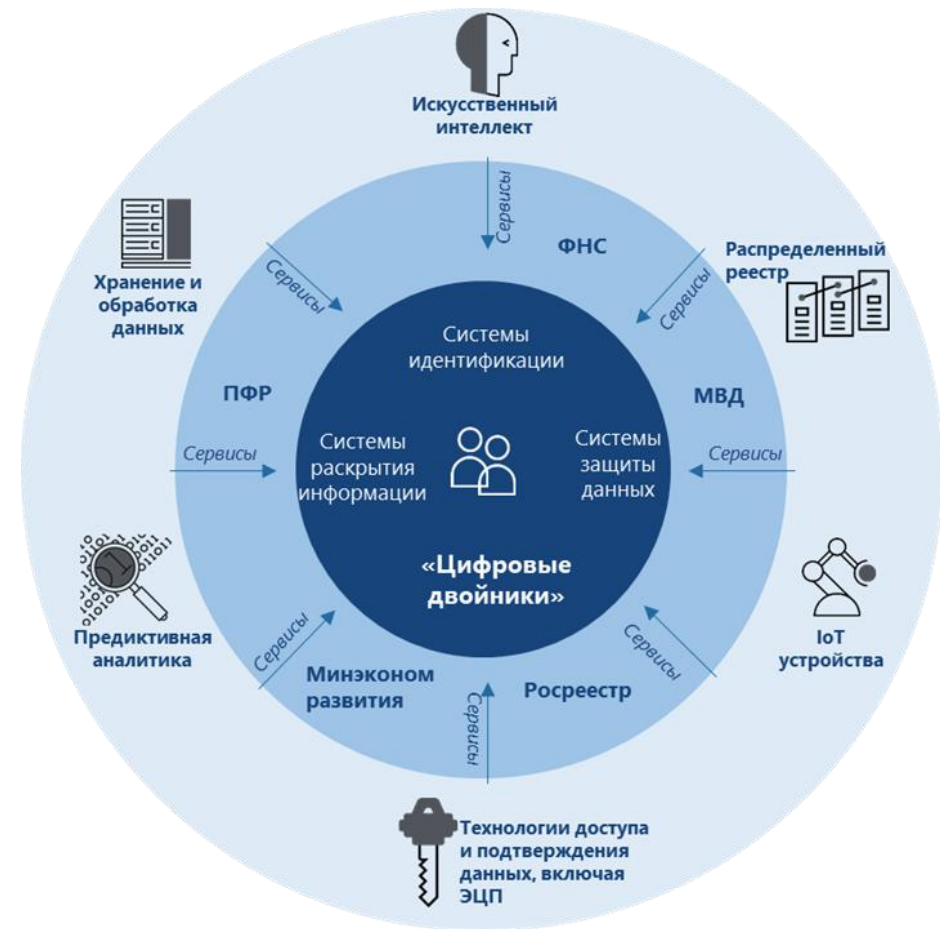 Искусственный
интеллект
Сервисы
ФНС
Распределенный
реестр
Сервисы
Хранение и
обработка
данных
Сервисы
Системы
идентификации
ПФР
МВД
Сервисы
Системы
раскрытия
информации
Системы
защиты
данных
Сервисы
«Цифровые
двойники»
Предиктивная
аналитика
Сервисы
IoT
устройства
Сервисы
Минэконом
развития
Росреестр
Сервисы
Технологии доступа
и подтверждения
данных, включая
ЭЦП